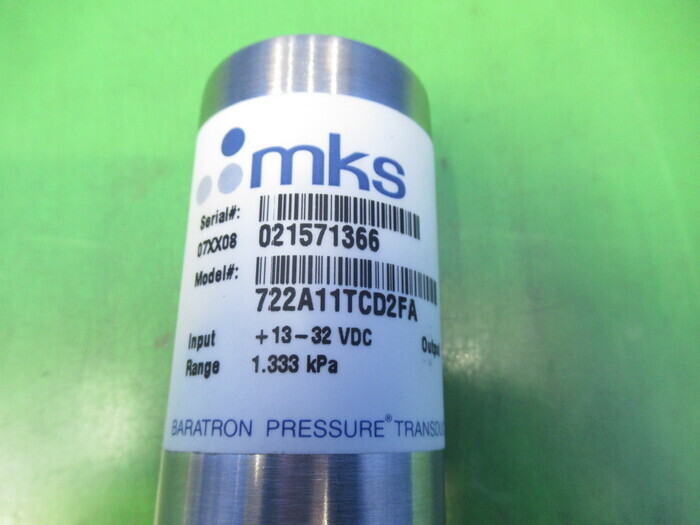 mks
Serial#:
07XX08 021571366
Model#:
722A11TCD2FA
Input +13-32 VDC
Range 1.333 kPa
BARATRON PRESSURE®